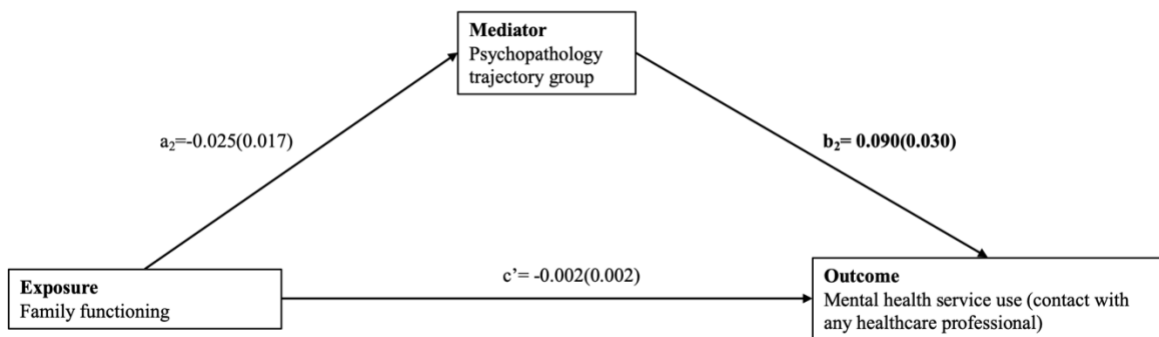 Mediator
Psychopathology
trajectory group
a₂=-0.025(0.017)
b₂= 0.090(0.030)
c’= -0.002(0.002)
Exposure
Family functioning
Outcome
Mental health service use (contact with
any healthcare professional)